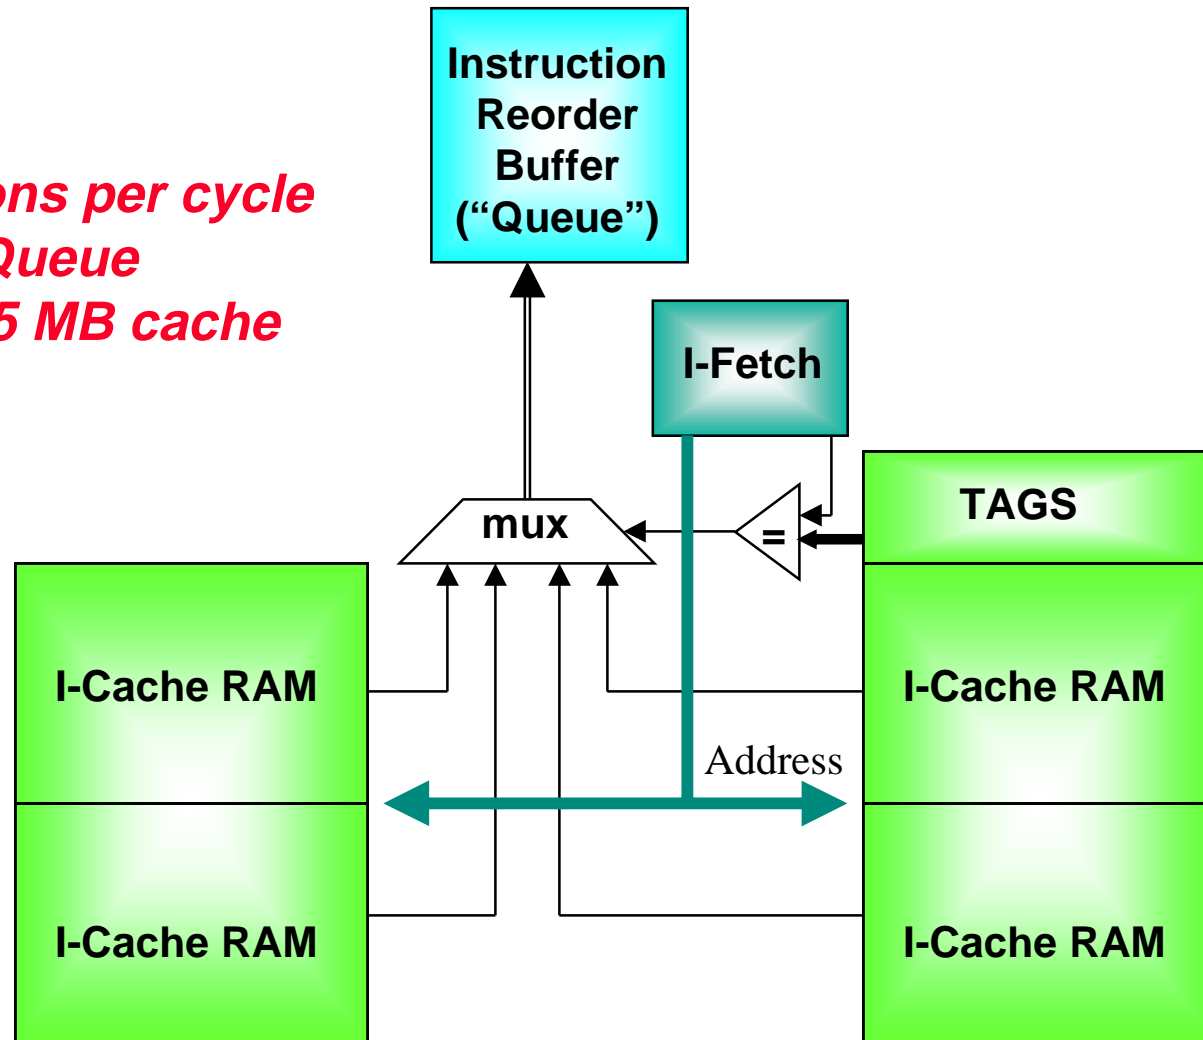 Instruction
Reorder
Buffer
(“Queue”)
ons per cycle
Queue
5 MB cache
I-Fetch
TAGS
mux
=
I-Cache RAM
I-Cache RAM
Address
I-Cache RAM
I-Cache RAM